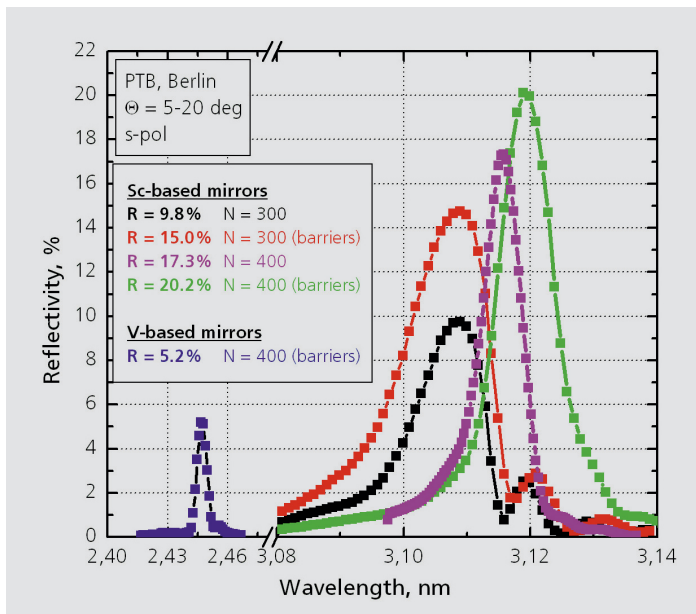 22
20
18
16
14
12
10
8
6
4
2
0
Reflectivity, %
PTB, Berlin
Θ = 5-20 deg
s-pol
Sc-based mirrors
R = 9.8% N = 300
R = 15.0% N = 300 (barriers)
R = 17.3% N = 400
R = 20.2% N = 400 (barriers)
V-based mirrors
R = 5.2% N = 400 (barriers)
2,40 2,43 2,46 3,08 3,10 3,12 3,14
Wavelength, nm